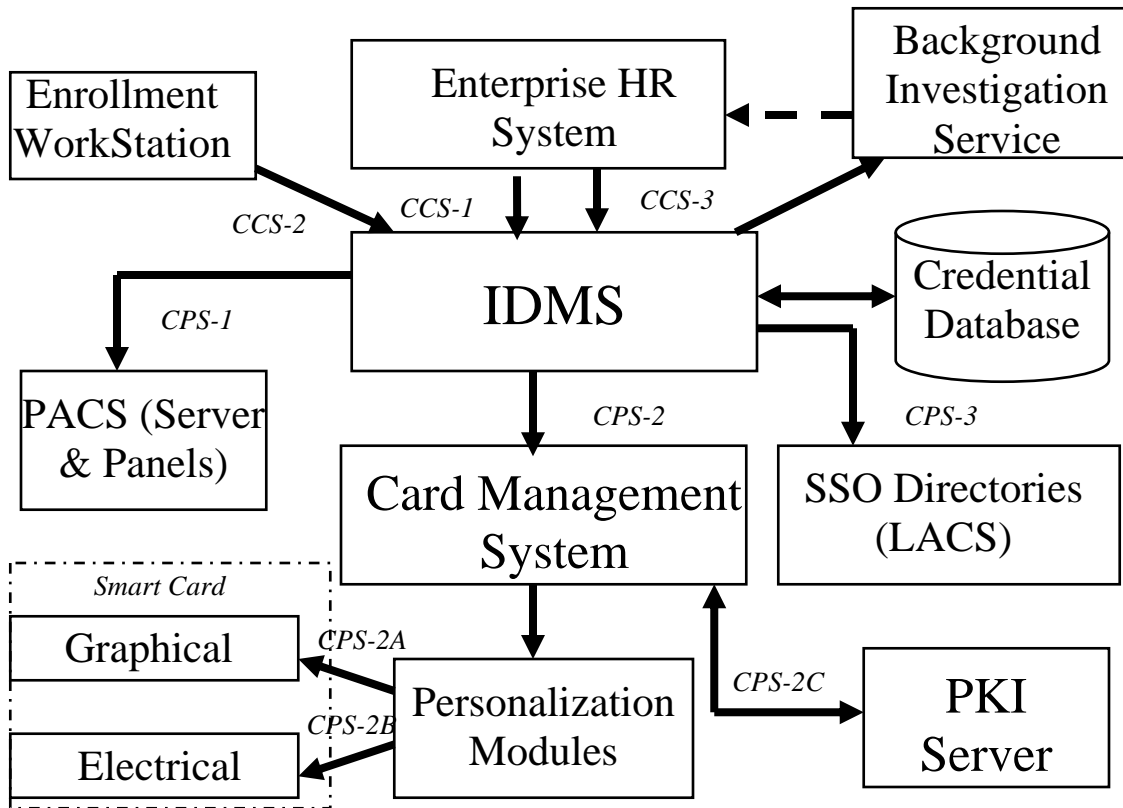 Background
Investigation
Service
Enterprise HR
System
Enrollment
WorkStation
CCS-2
CCS-1
CCS-3
IDMS
Credential
Database
CPS-1
CPS-2
CPS-3
PACS (Server
& Panels)
Card Management
System
SSO Directories
(LACS)
Smart Card
Graphical
CPS-2A
Electrical
CPS-2B
Personalization
Modules
CPS-2C
PKI
Server